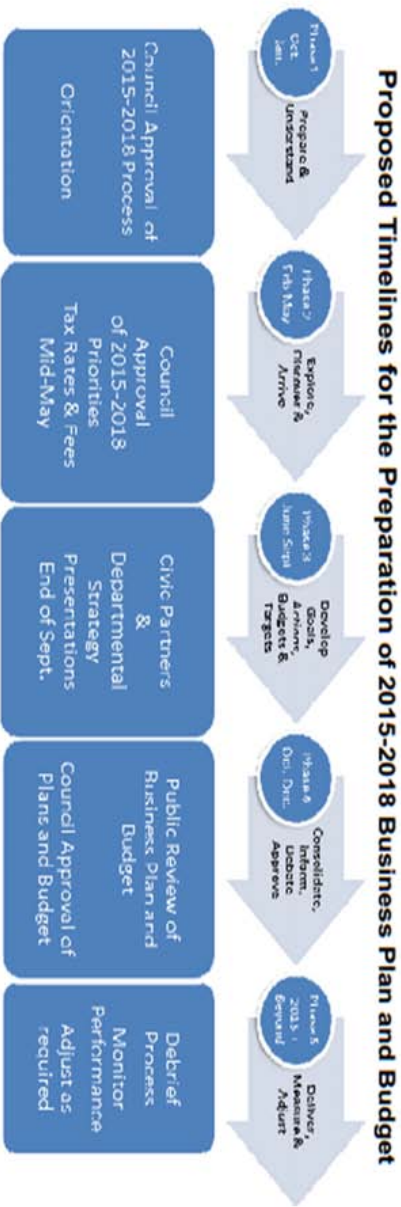 Proposed Timelines for the Preparation of 2015-2018 Business Plan and Budget
Phase 1
Oct.
Jan.
Prepare &
Understand
Phase 2
Feb May
Explore,
Discover &
Arrive
Phase 3
June Sept
Develop
Goals,
Actions,
Budgets &
Targets
Oct. Dec.
Consolidate,
Inform,
Debate
Approve
Phase 5
2015
Beyond
Deliver,
Measure &
Adjust
Council Approval of
2015-2018 Process
Orientation
Council
Approval
of 2015-2018
Priorities
Tax Rates & Fees
Mid-May
Civic Partners
&
Departmental
Strategy
Presentations
End of Sept.
Public Review of
Business Plan and
Budget
Council Approval of
Plans and Budget
Debrief
Process
Monitor
Performance
Adjust as
required